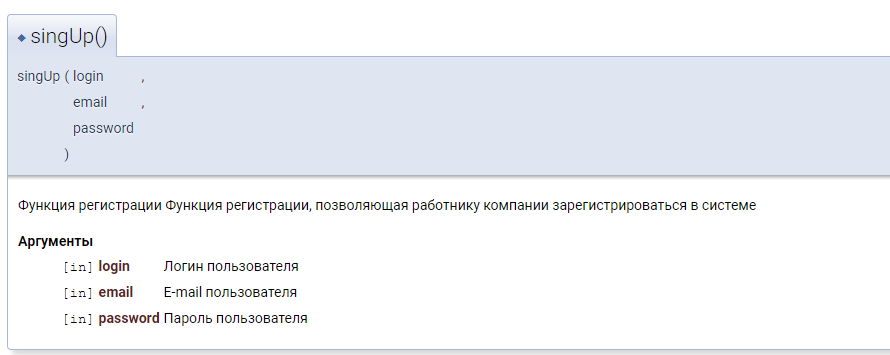 singUp()
singUp ( login ,
email ,
password
)
Функция регистрации Функция регистрации, позволяющая работнику компании зарегистрироваться в системе
Аргументы
[in] login Логин пользователя
[in] email E-mail пользователя
[in] password Пароль пользователя